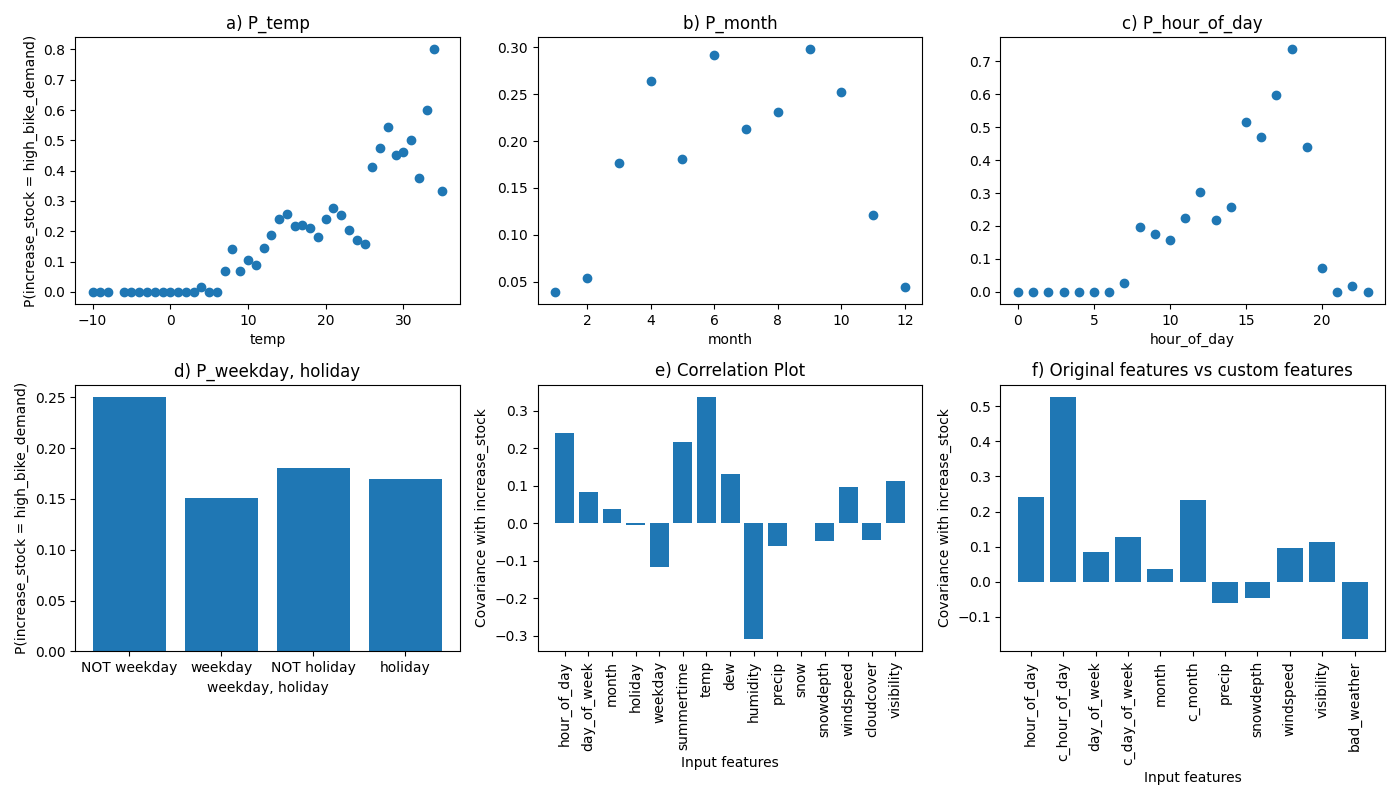 a) P_temp
P(increase_stock = high_bike_demand)
0.8
0.7
0.6
0.5
0.4
0.3
0.2
0.1
0.0
−10 0 10 20 30
temp
b) P_month
0.30
0.25
0.20
0.15
0.10
0.05
2 4 6 8 10 12
month
c) P_hour_of_day
0.7
0.6
0.5
0.4
0.3
0.2
0.1
0.0
0 5 10 15 20
hour_of_day
d) P_weekday, holiday
P(increase_stock = high_bike_demand)
0.25
0.20
0.15
0.10
0.05
0.00
NOT weekday weekday NOT holiday holiday
weekday, holiday
e) Correlation Plot
Covariance with increase_stock
0.3
0.2
0.1
0.0
−0.1
−0.2
−0.3
hour_of_day
day_of_week
month
holiday
weekday
summertime
temp
dew
humidity
precip
snow
snowdepth
windspeed
cloudcover
visibility
Input features
f) Original features vs custom features
Covariance with increase_stock
0.5
0.4
0.3
0.2
0.1
0.0
−0.1
hour_of_day
c_hour_of_day
day_of_week
c_day_of_week
month
c_month
precip
snowdepth
windspeed
visibility
bad_weather
Input features